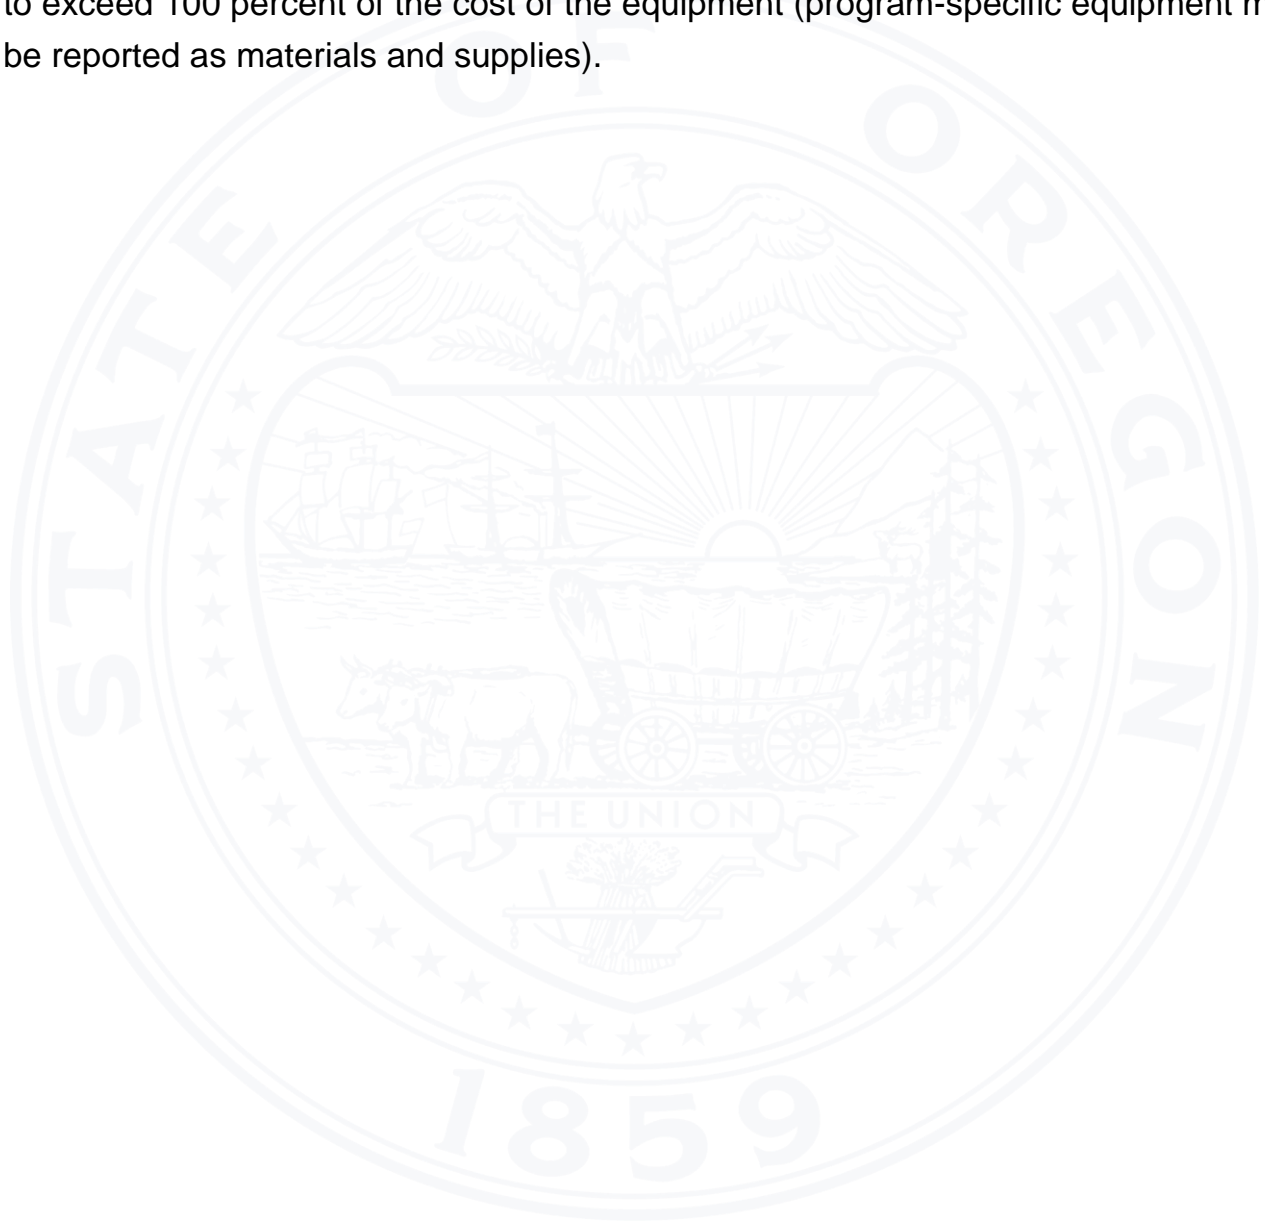 to exceed 100 percent of the cost of the equipment (program-specific equipment
be reported as materials and supplies).
STATE OF OREGON
THE UNION
1859